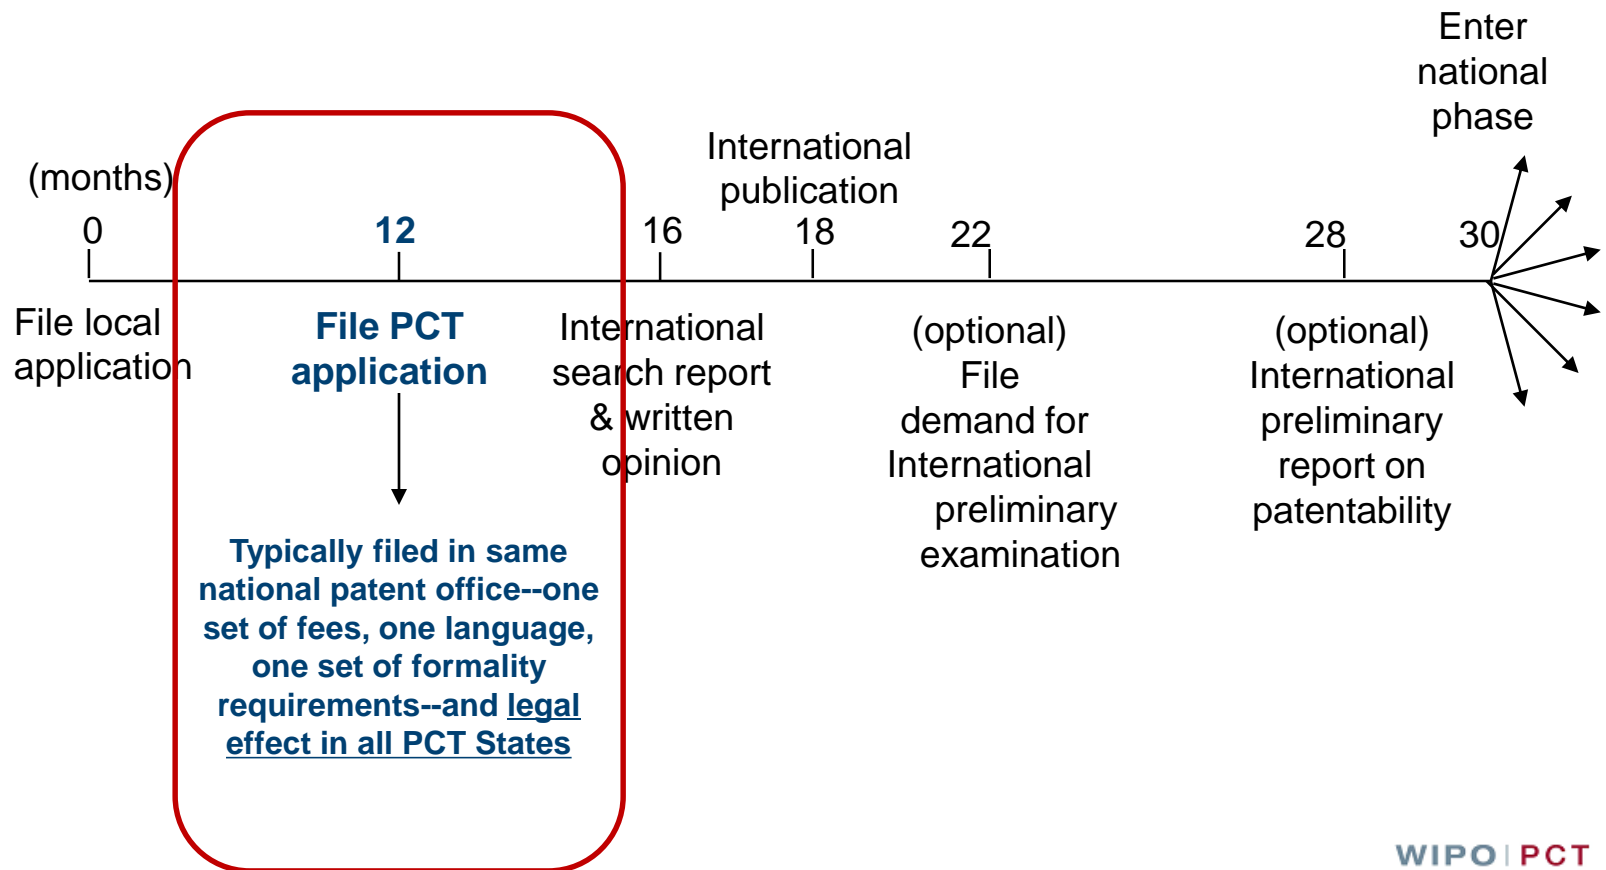 Enter
national
phase
International
publication
(months)
0
12
16
18
22
28
30
File local
application
File PCT
application
International
search report
& written
opinion
(optional)
File
demand for
International
preliminary
examination
(optional)
International
preliminary
report on
patentability
Typically filed in same
national patent office--one
set of fees, one language,
one set of formality
requirements--and legal
effect in all PCT States
WIPO|PCT